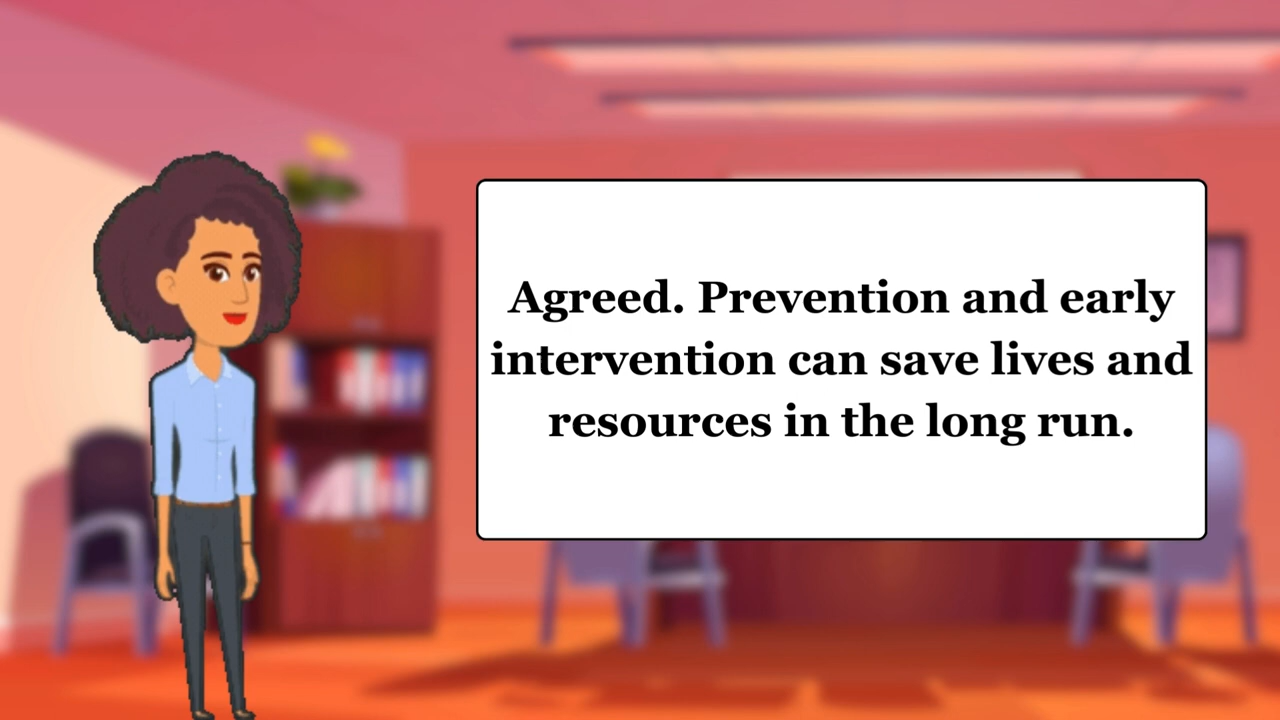 Agreed. Prevention and early
intervention can save lives and
resources in the long run.